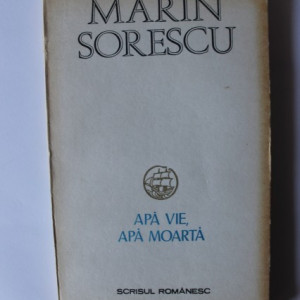 MARIN
SORESCU
APĂ VIE,
APĂ MOARTĂ
SCRISUL ROMÂNESC